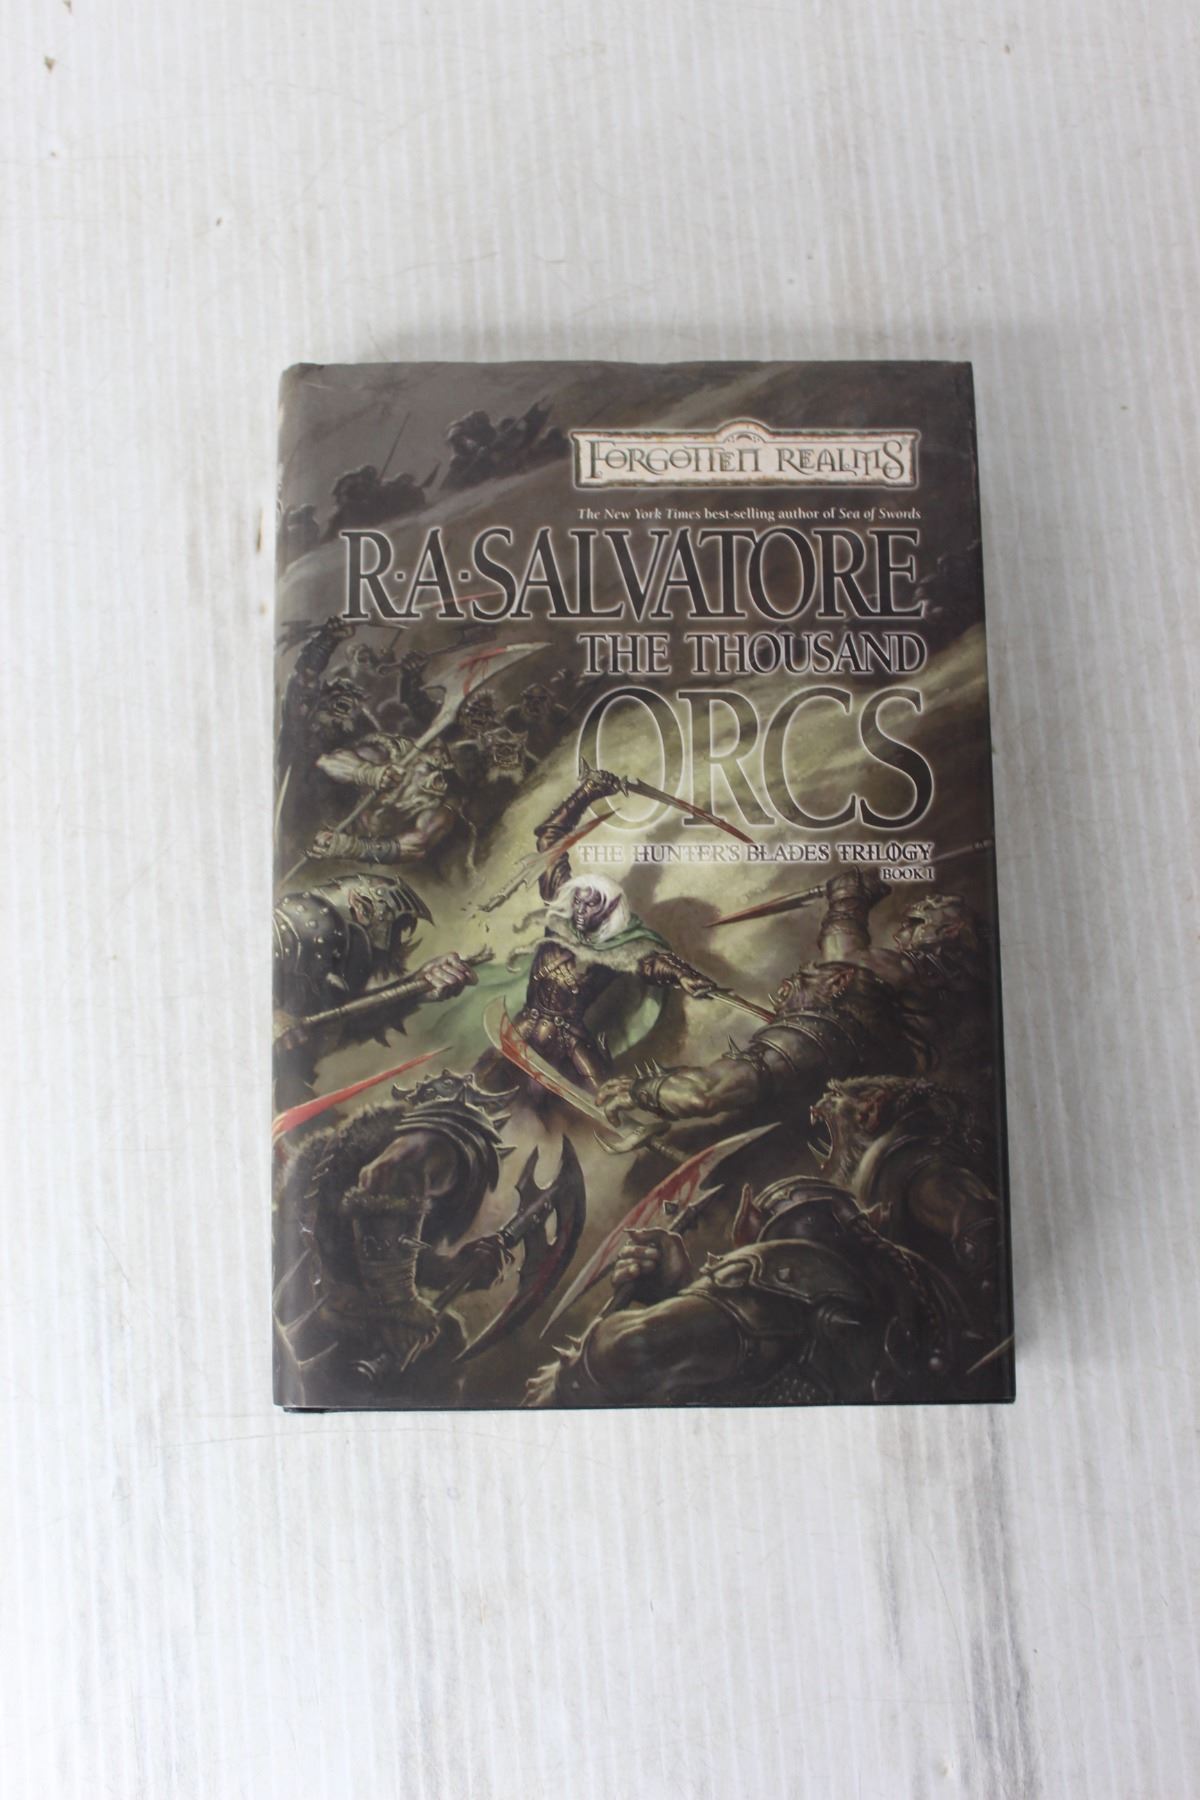 FORGOTTEN REALMS
The New York Times best-selling author of Sea of Swords
R·A·SALVATORE
THE THOUSAND
ORCS
THE HUNTER'S BLADES TRILOGY
BOOK I